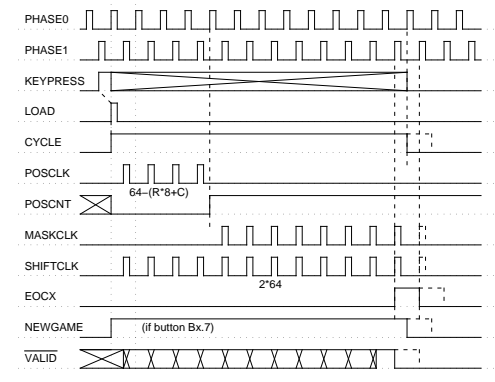 PHASE0
PHASE1
KEYPRESS
LOAD
CYCLE
POSCLK
64–(R*8+C)
POSCNT
MASKCLK
SHIFTCLK
2*64
EOCX
NEWGAME
(if button Bx.7)
VALID